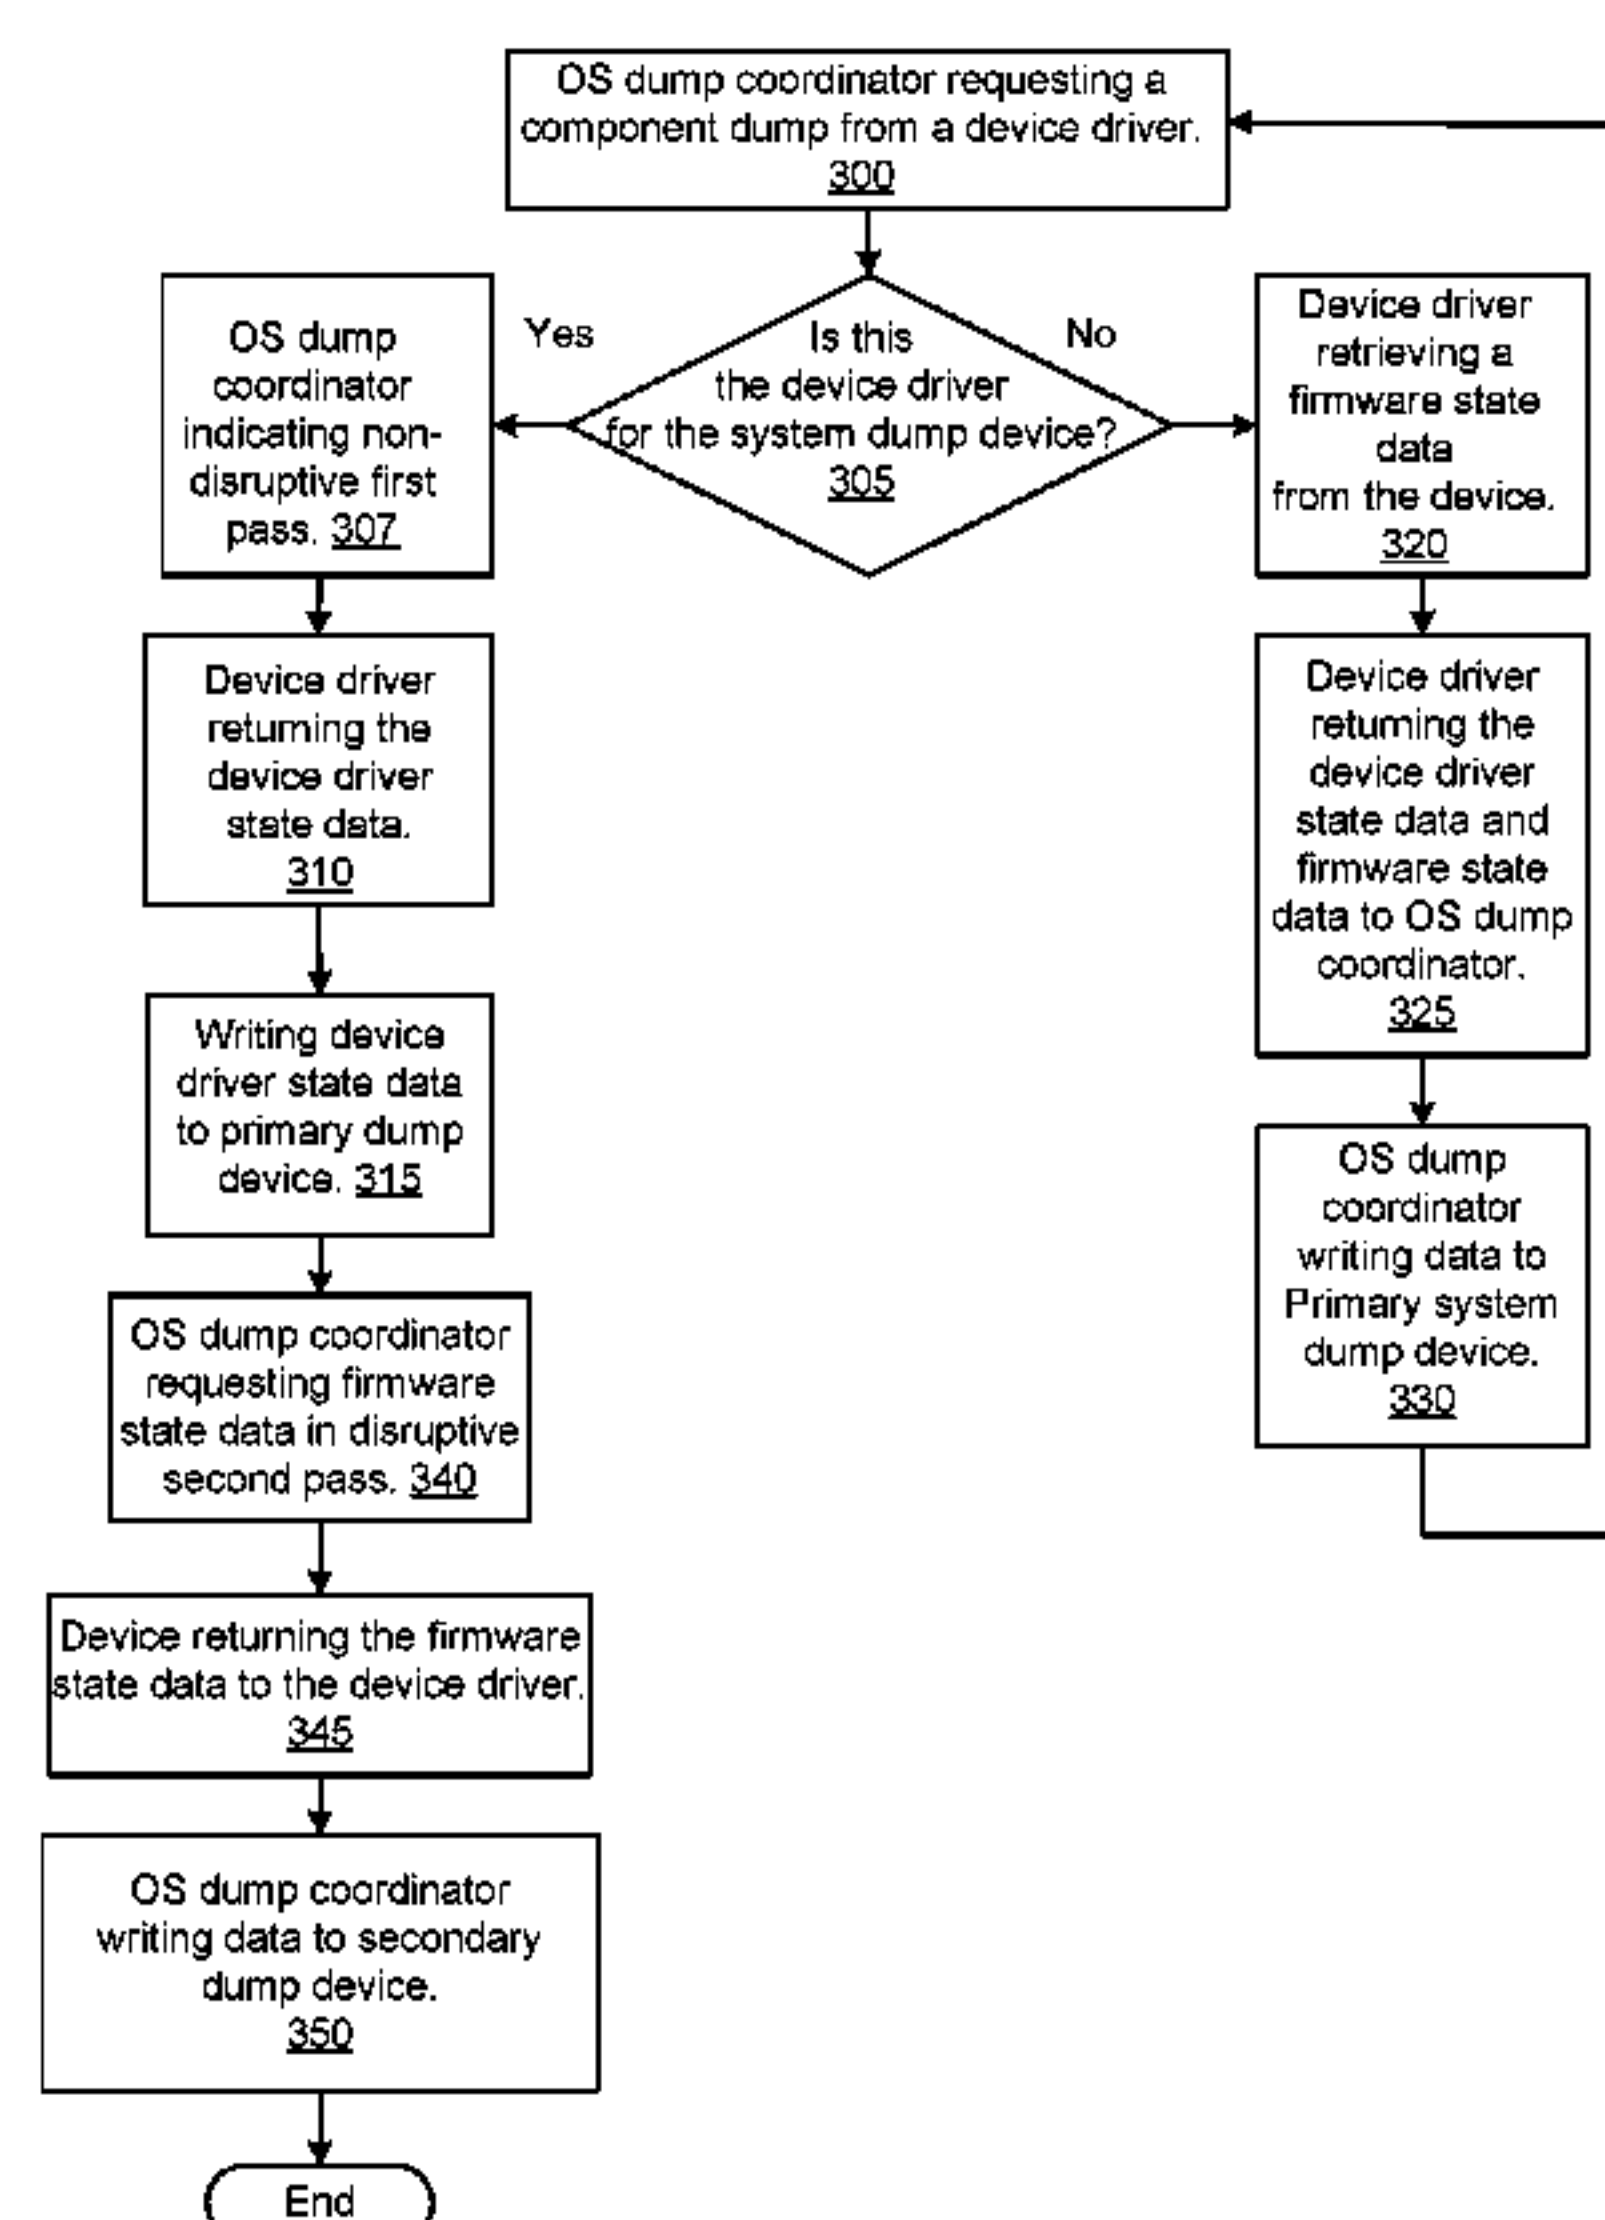 OS dump coordinator requesting a
component dump from a device driver.
300
Is this
the device driver
for the system dump device?
305
Yes
No
OS dump
coordinator
indicating non-
disruptive first
pass. 307
Device driver
returning the
device driver
state data.
310
Writing device
driver state data
to primary dump
device. 315
OS dump coordinator
requesting firmware
state data in disruptive
second pass. 340
Device returning the firmware
state data to the device driver.
345
OS dump coordinator
writing data to secondary
dump device.
350
End
Device driver
retrieving a
firmware state
data
from the device.
320
Device driver
returning the
device driver
state data and
firmware state
data to OS dump
coordinator.
325
OS dump
coordinator
writing data to
Primary system
dump device.
330